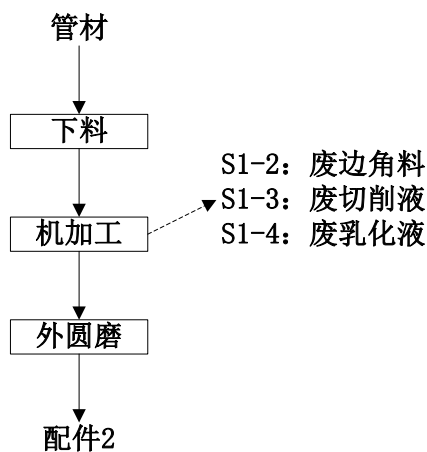 管材
下料
S1-2：废边角料
S1-3：废切削液
S1-4：废乳化液
机加工
外圆磨
配件2